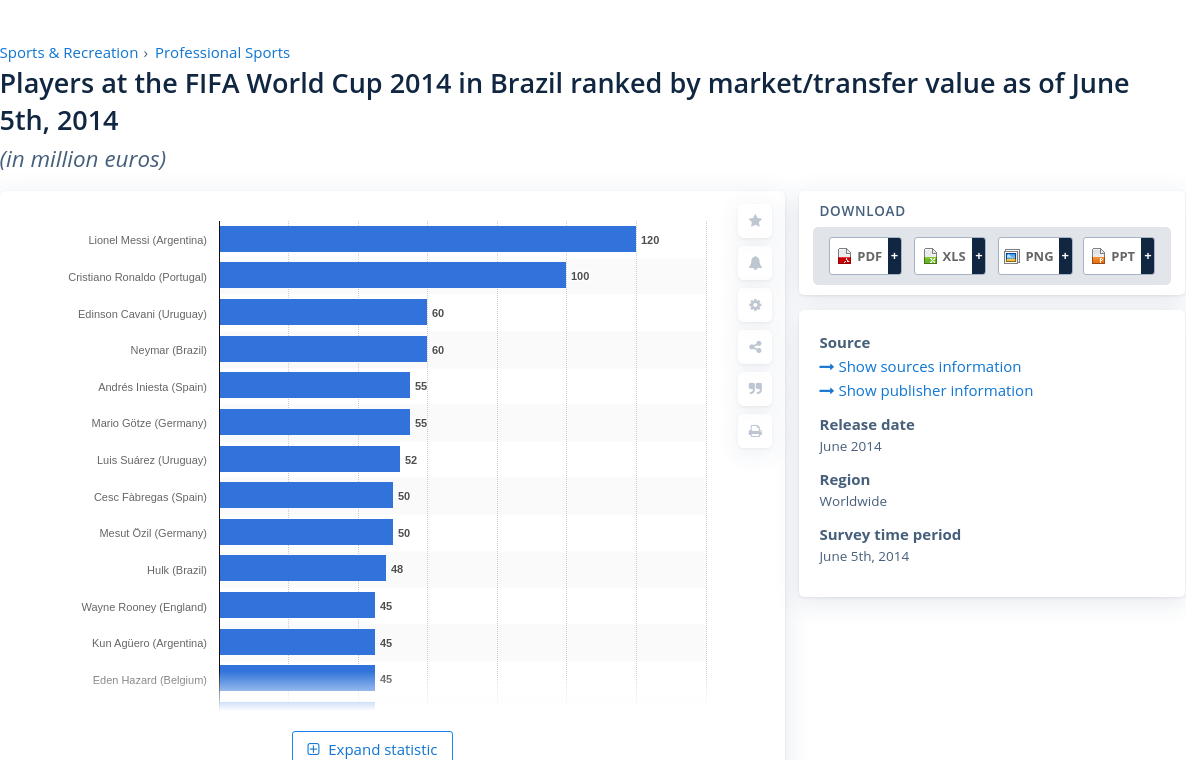 Sports & Recreation › Professional Sports
Players at the FIFA World Cup 2014 in Brazil ranked by market/transfer value as of June
5th, 2014
(in million euros)
Lionel Messi (Argentina) 120
Cristiano Ronaldo (Portugal) 100
Edinson Cavani (Uruguay) 60
Neymar (Brazil) 60
Andrés Iniesta (Spain) 55
Mario Götze (Germany) 55
Luis Suárez (Uruguay) 52
Cesc Fàbregas (Spain) 50
Mesut Özil (Germany) 50
Hulk (Brazil) 48
Wayne Rooney (England) 45
Kun Agüero (Argentina) 45
Eden Hazard (Belgium) 45
Expand statistic
DOWNLOAD
PDF + XLS + PNG + PPT +
Source
Show sources information
Show publisher information
Release date
June 2014
Region
Worldwide
Survey time period
June 5th, 2014